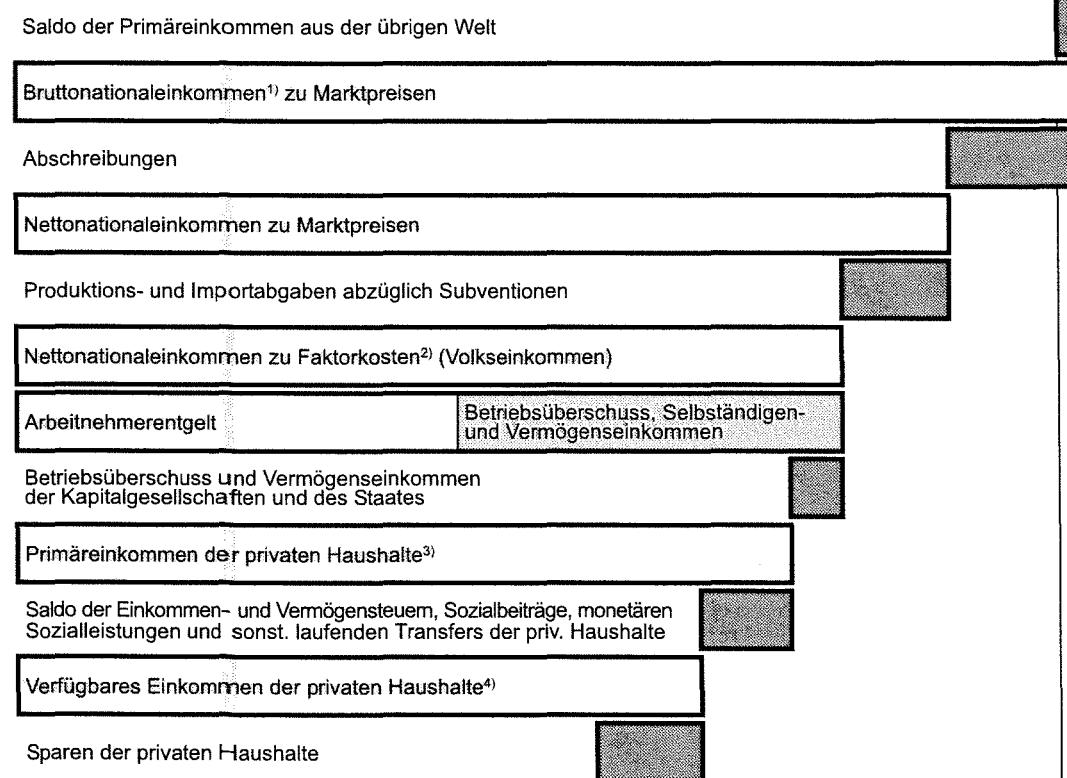 Saldo der Primäreinkommen aus der übrigen Welt
Bruttonationaleinkommen1) zu Marktpreisen
Abschreibungen
Nettonationaleinkommen zu Marktpreisen
Produktions- und Importabgaben abzüglich Subventionen
Nettonationaleinkommen zu Faktorkosten2) (Volkseinkommen)
Arbeitnehmerentgelt
Betriebsüberschuss, Selbständigen-
und Vermögenseinkommen
Betriebsüberschuss und Vermögenseinkommen
der Kapitalgesellschaften und des Staates
Primäreinkommen der privaten Haushalte3)
Saldo der Einkommen- und Vermögensteuern, Sozialbeiträge, monetären
Sozialleistungen und sonst. laufenden Transfers der priv. Haushalte
Verfügbares Einkommen der privaten Haushalte4)
Sparen der privaten Haushalte